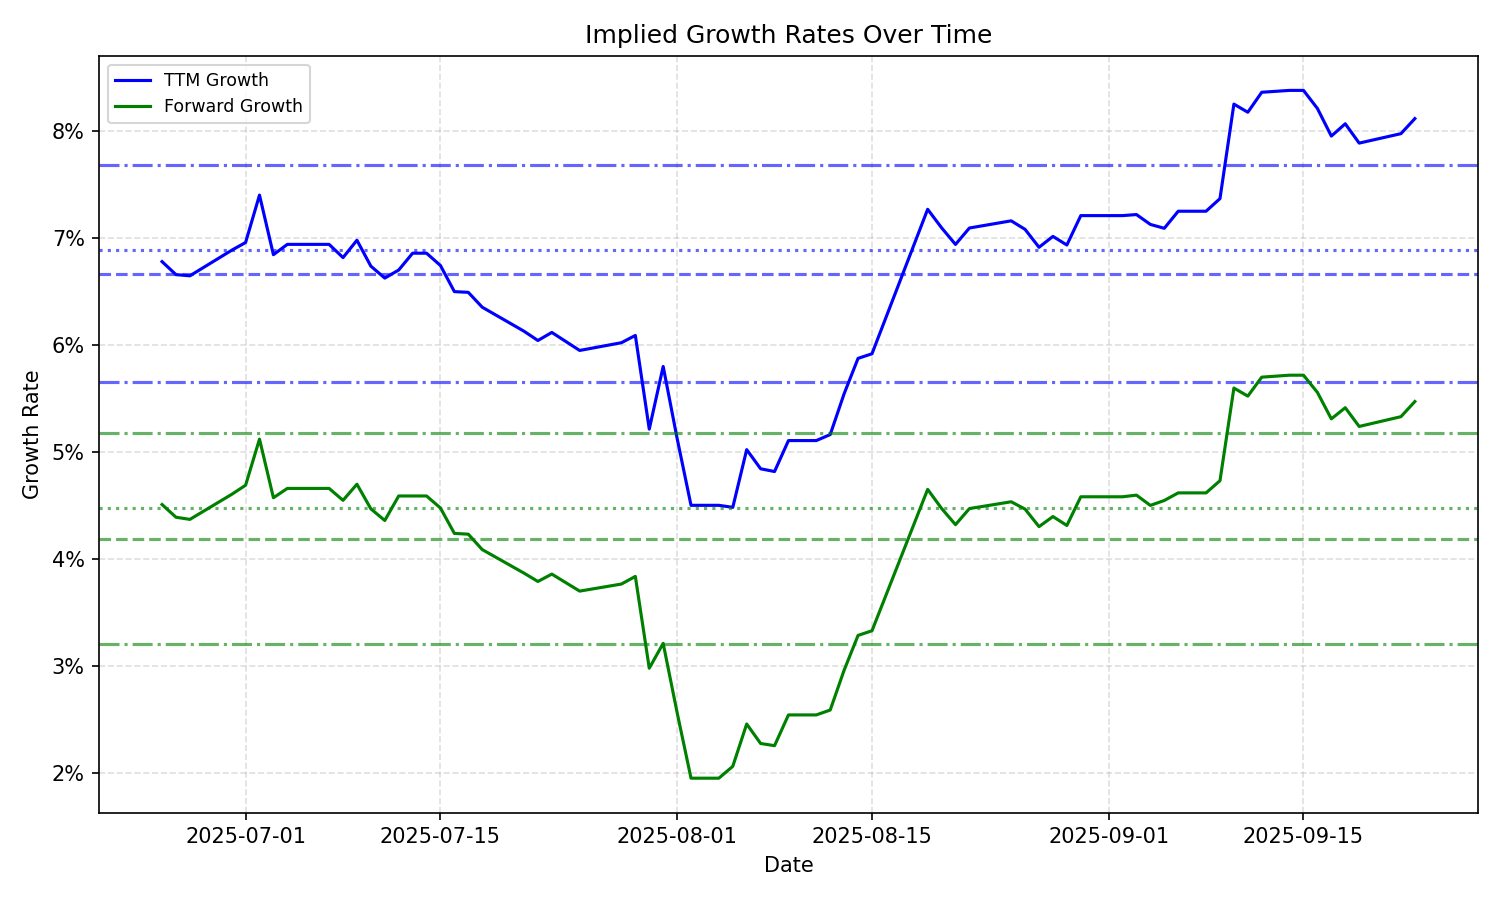 Implied Growth Rates Over Time
TTM Growth
Forward Growth
8%
7%
6%
5%
4%
3%
2%
Growth Rate
2025-07-01
2025-07-15
2025-08-01
2025-08-15
2025-09-01
2025-09-15
Date